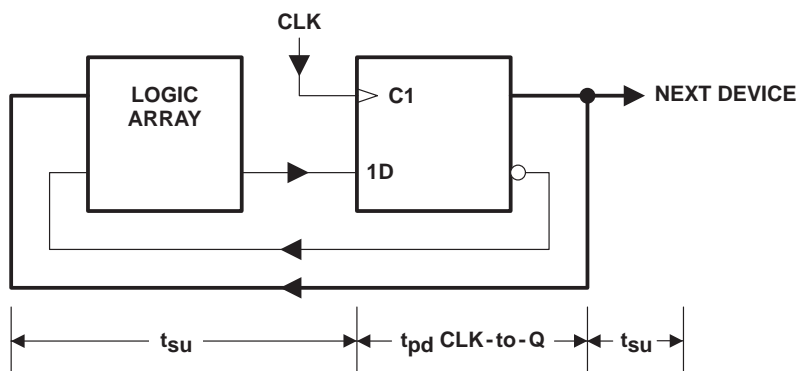 CLK
LOGIC
ARRAY
C1
NEXT DEVICE
1D
tsu
tpd CLK-to-Q
tsu